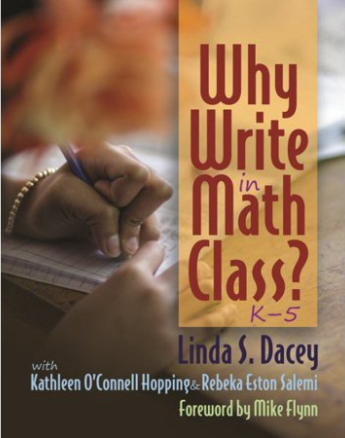 Why
Write
in
Math
Class?
K–5
Linda S. Dacey
with
Kathleen O'Connell Hopping & Rebeka Eston Salemi
Foreword by Mike Flynn